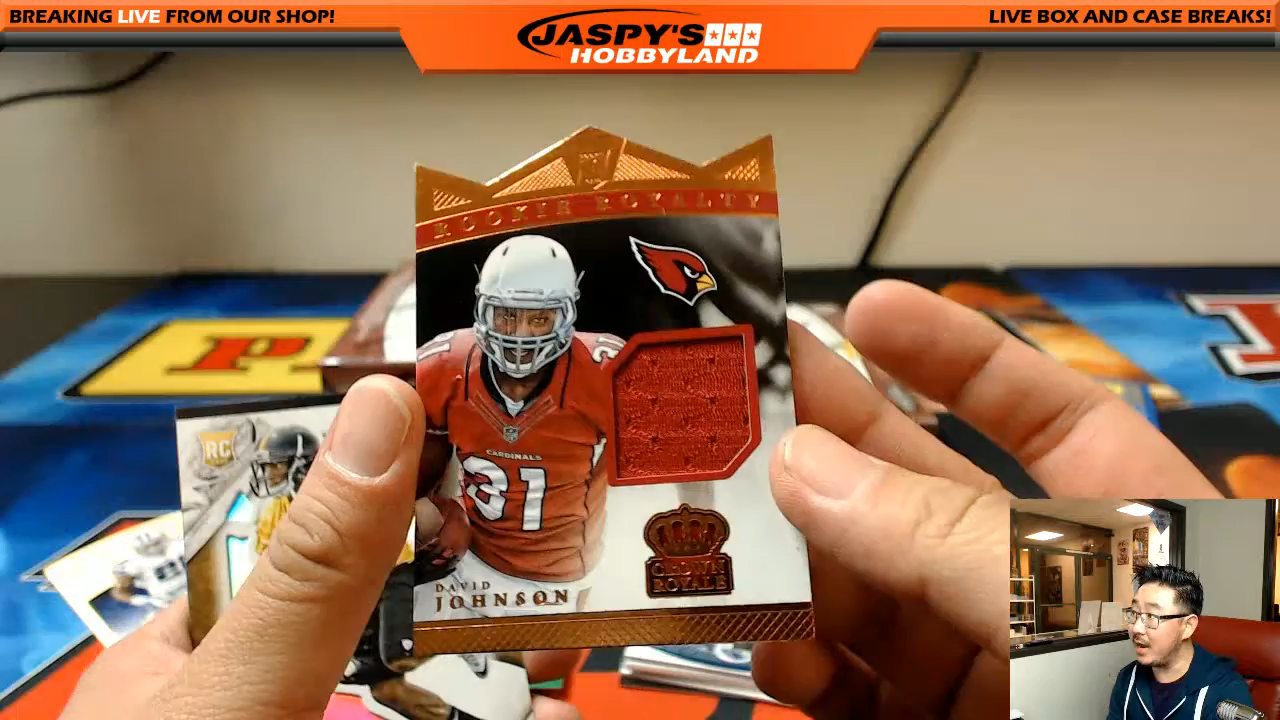 BREAKING LIVE FROM OUR SHOP!
JASPY'S
HOBBYLAND
LIVE BOX AND CASE BREAKS!
ROOKIE ROYALTY
P
RC
31
CARDINALS
31
CROWN
ROYALE
DAVID
JOHNSON